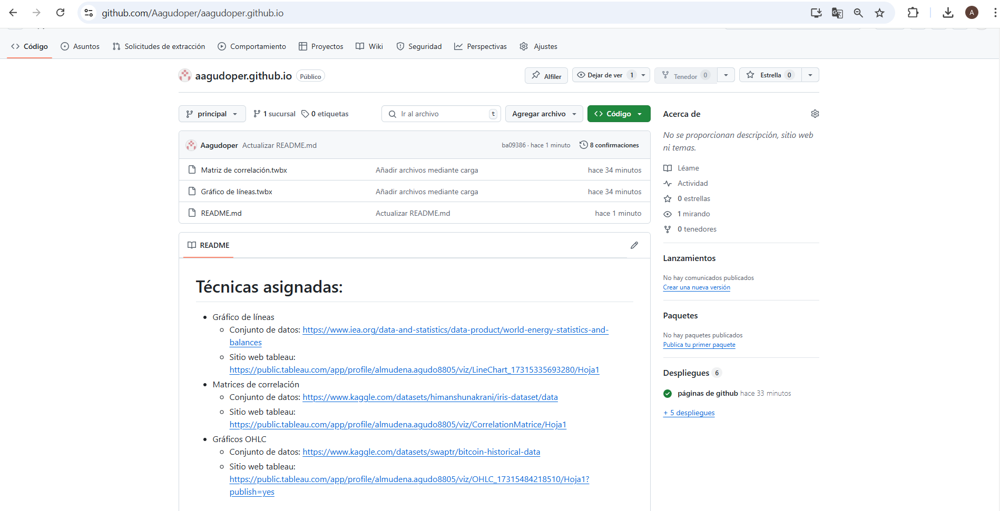 github.com/Aagudoper/aagudoper.github.io
A
Código
Asuntos
Solicitudes de extracción
Comportamiento
Proyectos
Wiki
Seguridad
Perspectivas
Ajustes
aagudoper.github.io Público
Alfiler
Dejar de ver 1
Tenedor 0
Estrella 0
principal
1 sucursal
0 etiquetas
Ir al archivo t
Agregar archivo
Código
Aagudoper Actualizar README.md ba09386 · hace 1 minuto 8 confirmaciones
Matriz de correlación.twbx Añadir archivos mediante carga hace 34 minutos
Gráfico de líneas.twbx Añadir archivos mediante carga hace 34 minutos
README.md Actualizar README.md hace 1 minuto
README
Técnicas asignadas:
Gráfico de líneas
Conjunto de datos: https://www.iea.org/data-and-statistics/data-product/world-energy-statistics-and-
balances
Sitio web tableau:
https://public.tableau.com/app/profile/almudena.agudo8805/viz/LineChart_17315335693280/Hoja1
Matrices de correlación
Conjunto de datos: https://www.kaggle.com/datasets/himanshunakrani/iris-dataset/data
Sitio web tableau:
https://public.tableau.com/app/profile/almudena.agudo8805/viz/CorrelationMatrice/Hoja1
Gráficos OHLC
Conjunto de datos: https://www.kaggle.com/datasets/swaptr/bitcoin-historical-data
Sitio web tableau:
https://public.tableau.com/app/profile/almudena.agudo8805/viz/OHLC_17315484218510/Hoja1?
publish=yes
Acerca de
No se proporcionan descripción, sitio web
ni temas.
Léame
Actividad
0 estrellas
1 mirando
0 tenedores
Lanzamientos
No hay comunicados publicados
Crear una nueva versión
Paquetes
No hay paquetes publicados
Publica tu primer paquete
Despliegues 6
páginas de github hace 33 minutos
+ 5 despliegues